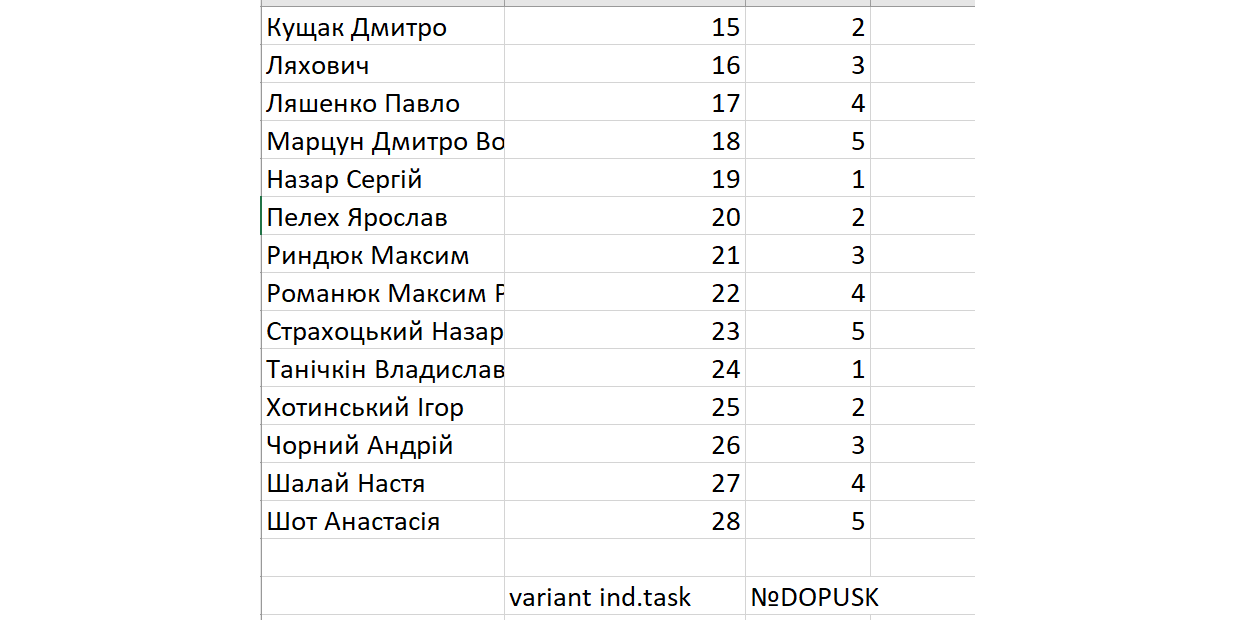 Кущак Дмитро 15 2
Ляхович 16 3
Ляшенко Павло 17 4
Марцун Дмитро Во 18 5
Назар Сергій 19 1
Пелех Ярослав 20 2
Риндюк Максим 21 3
Романюк Максим Р 22 4
Страхоцький Назар 23 5
Танічкін Владислав 24 1
Хотинський Ігор 25 2
Чорний Андрій 26 3
Шалай Настя 27 4
Шот Анастасія 28 5
variant ind.task №DOPUSK